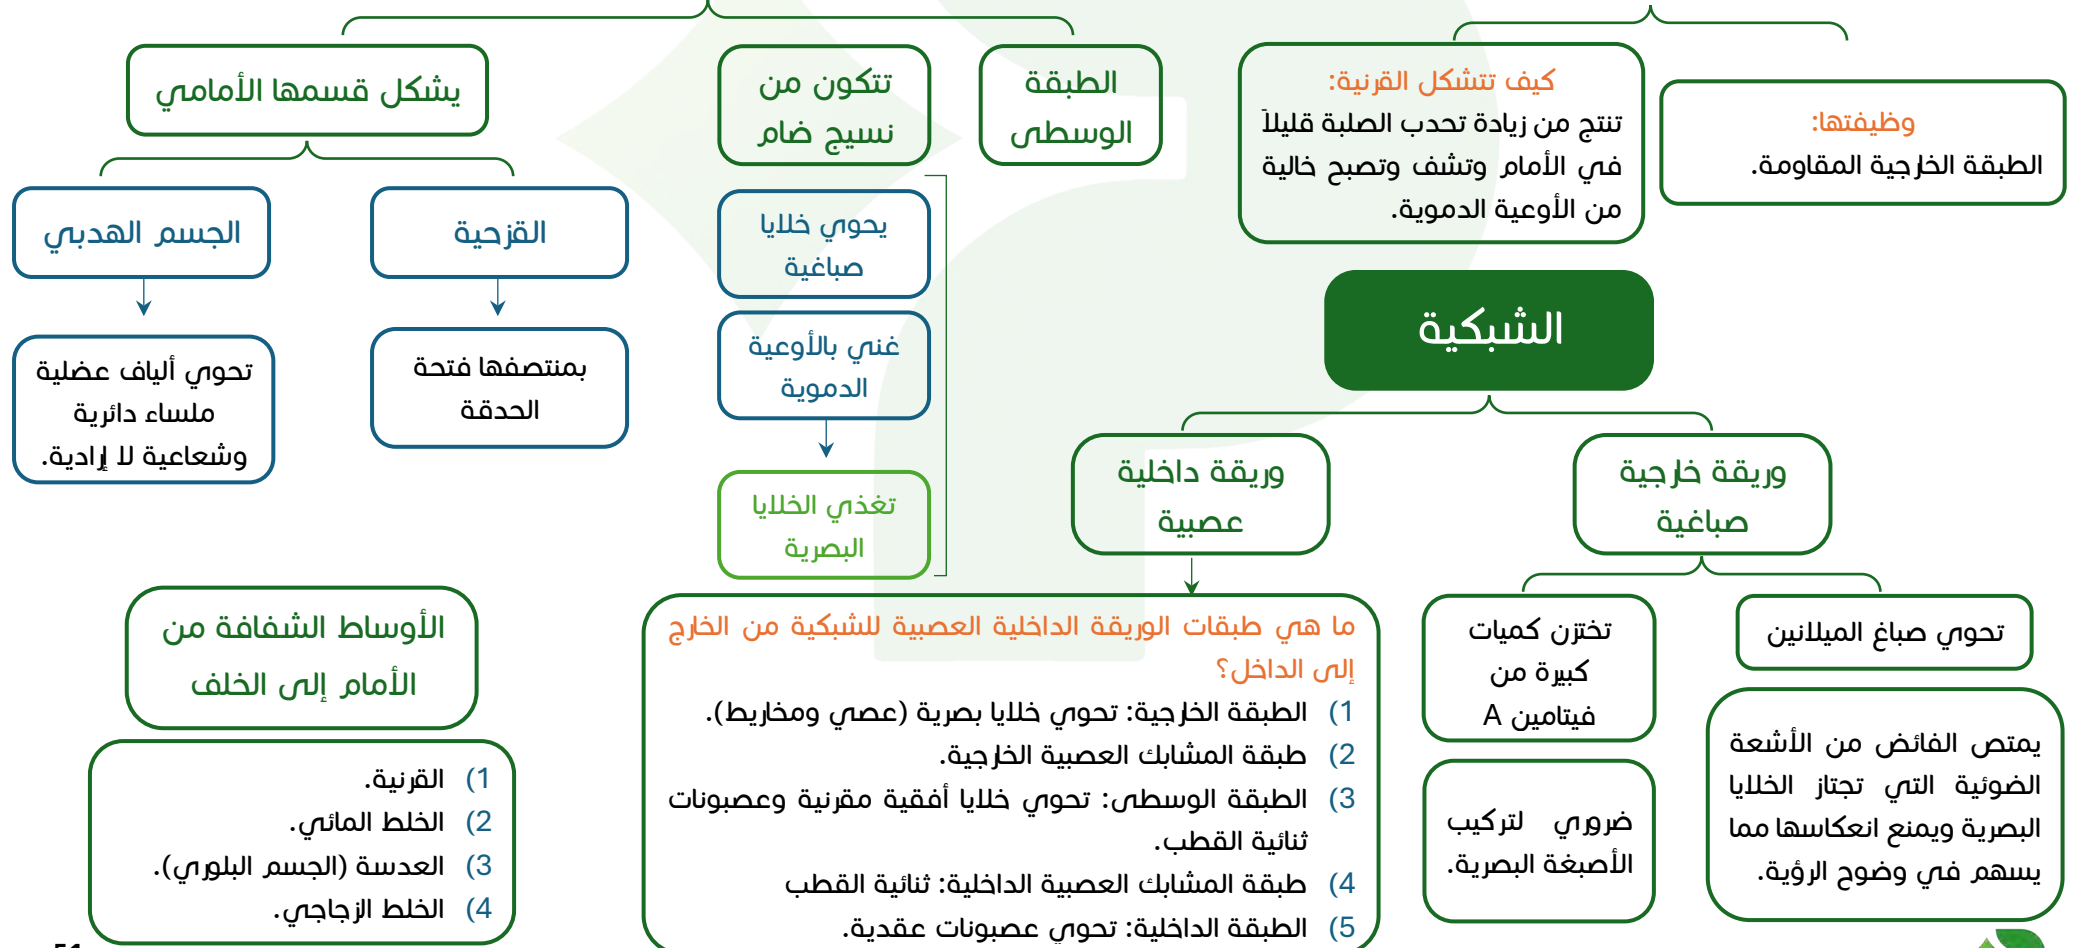 وظيفتها:
الطبقة الخارجية المقاومة.
كيف تتشكل القرنية:
تنتج من زيادة تحدب الصلبة قليلاً
في الأمام وتشف وتصبح خالية
من الأوعية الدموية.
الطبقة
الوسطى
تتكون من
نسيج ضام
يحوي خلايا
صباغية
غني بالأوعية
الدموية
تغذي الخلايا
البصرية
يشكل قسمها الأمامي
القزحية
بمنتصفها فتحة
الحدقة
الجسم الهدبي
تحوي ألياف عضلية
ملساء دائرية
وشعاعية لا إرادية.
الشبكية
وريقة خارجية
صباغية
تحوي صباغ الميلانين
يمتص الفائض من الأشعة
الضوئية التي تجتاز الخلايا
البصرية ويمنع انعكاسها مما
يسهم في وضوح الرؤية.
تختزن كميات
كبيرة من
فيتامين A
ضروري لتركيب
الأصبغة البصرية.
وريقة داخلية
عصبية
ما هي طبقات الوريقة الداخلية العصبية للشبكية من الخارج
إلى الداخل؟
1) الطبقة الخارجية: تحوي خلايا بصرية (عصي ومخاريط).
2) طبقة المشابك العصبية الخارجية.
3) الطبقة الوسطى: تحوي خلايا أفقية مقرنية وعصبونات
ثنائية القطب.
4) طبقة المشابك العصبية الداخلية: ثنائية القطب
5) الطبقة الداخلية: تحوي عصبونات عقدية.
الأوساط الشفافة من
الأمام إلى الخلف
1) القرنية.
2) الخلط المائي.
3) العدسة (الجسم البلوري).
4) الخلط الزجاجي.